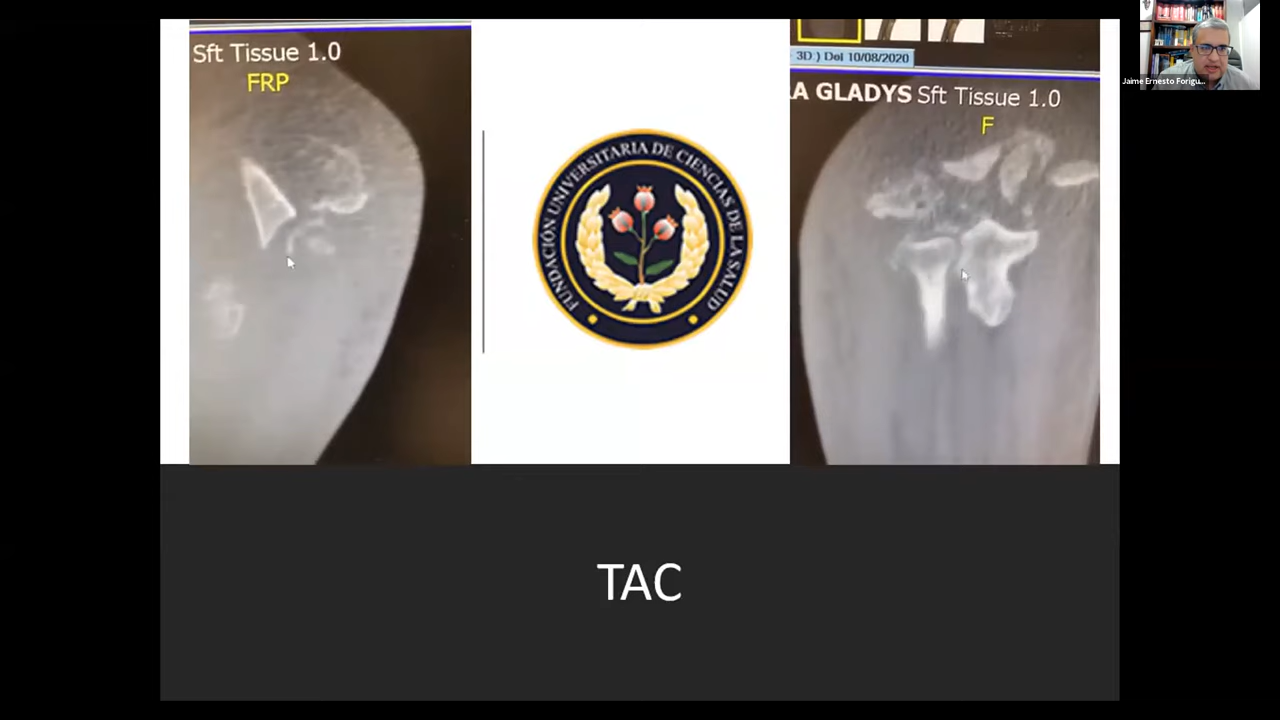 Sft Tissue 1.0
FRP
FUNDACIÓN UNIVERSITARIA DE CIENCIAS DE LA SALUD
3D ) Del 10/08/2020
LA GLADYS Sft Tissue 1.0
F
TAC
Jaime Ernesto Forigu...